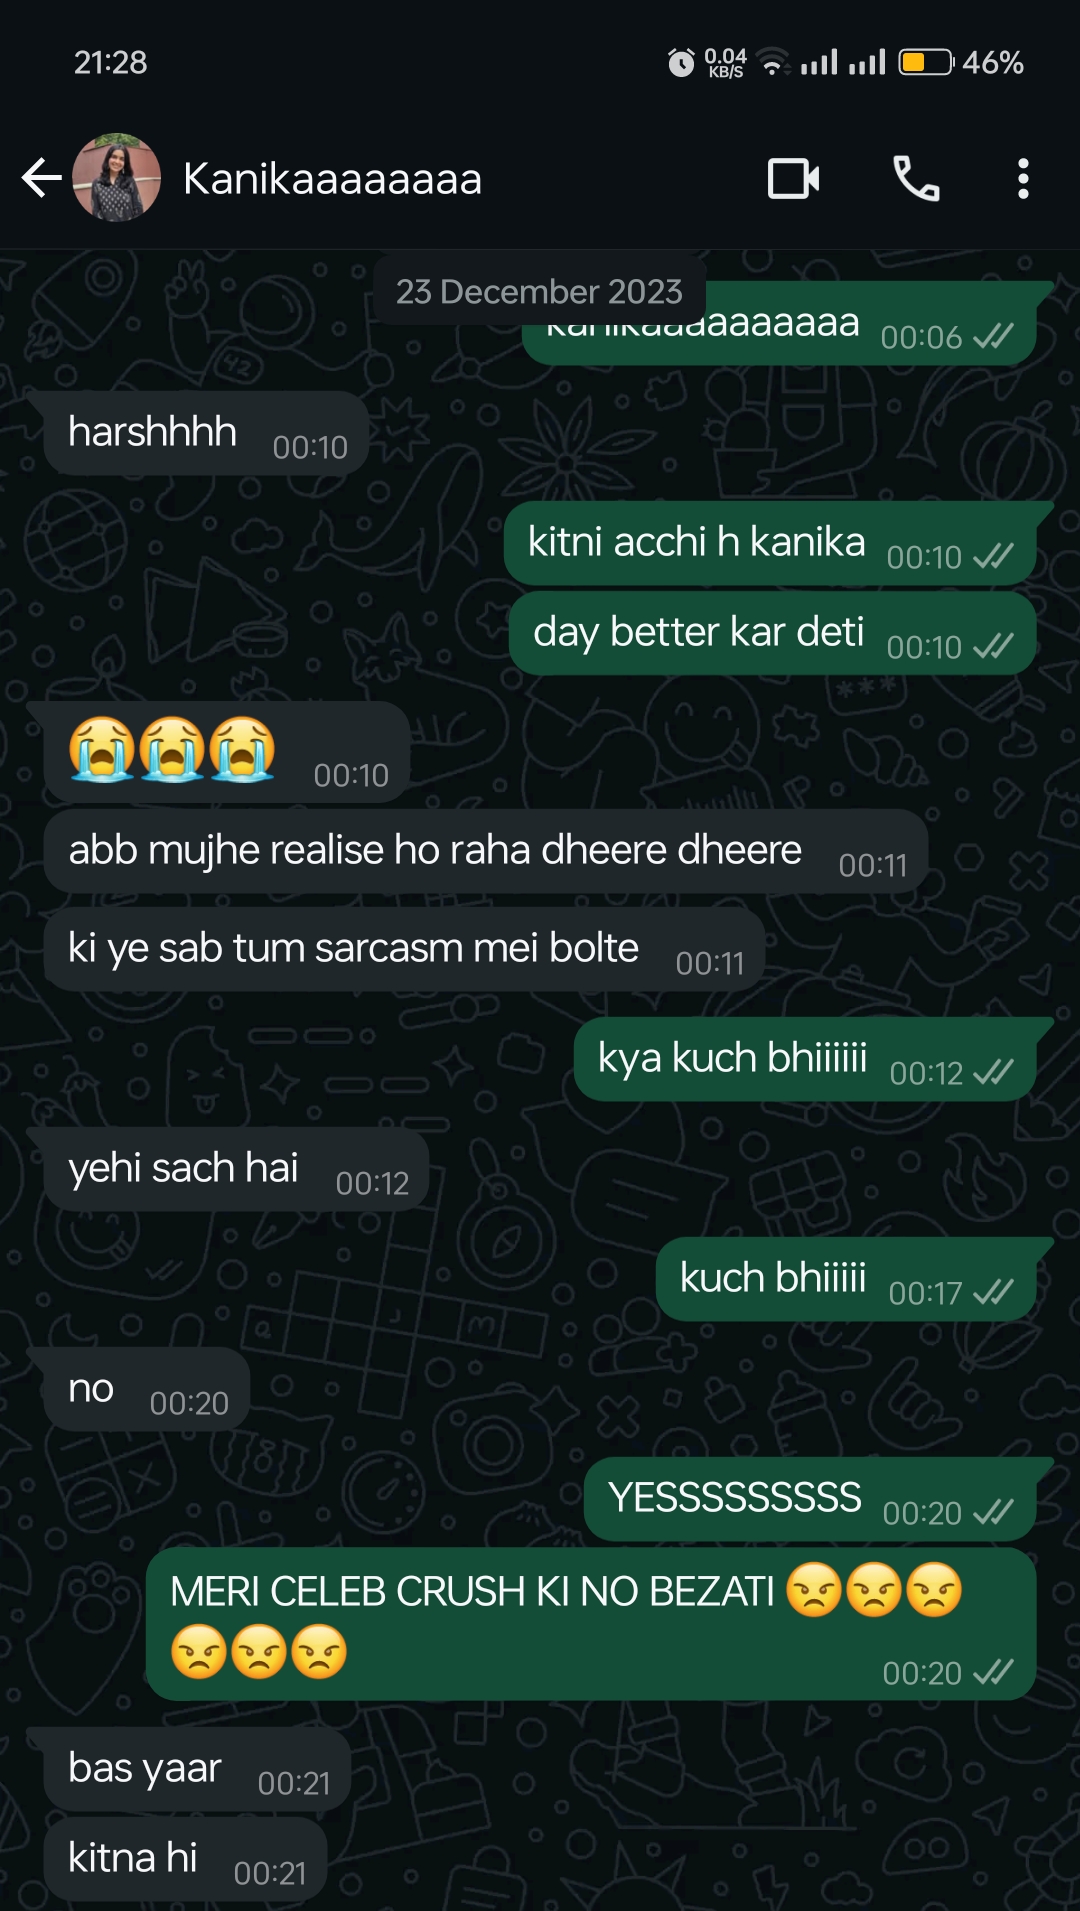 21:28
0.04
KB/S
46%
Kanikaaaaaaaa
23 December 2023
kanikaaaaaaaaaa 00:06
harshhhh 00:10
kitni acchi h kanika 00:10
day better kar deti 00:10
😭😭😭 00:10
abb mujhe realise ho raha dheere dheere 00:11
ki ye sab tum sarcasm mei bolte 00:11
kya kuch bhiiiiii 00:12
yehi sach hai 00:12
kuch bhiiiii 00:17
no 00:20
YESSSSSSSSS 00:20
MERI CELEB CRUSH KI NO BEZATI 😠😠😠
😠😠😠
00:20
bas yaar 00:21
kitna hi 00:21